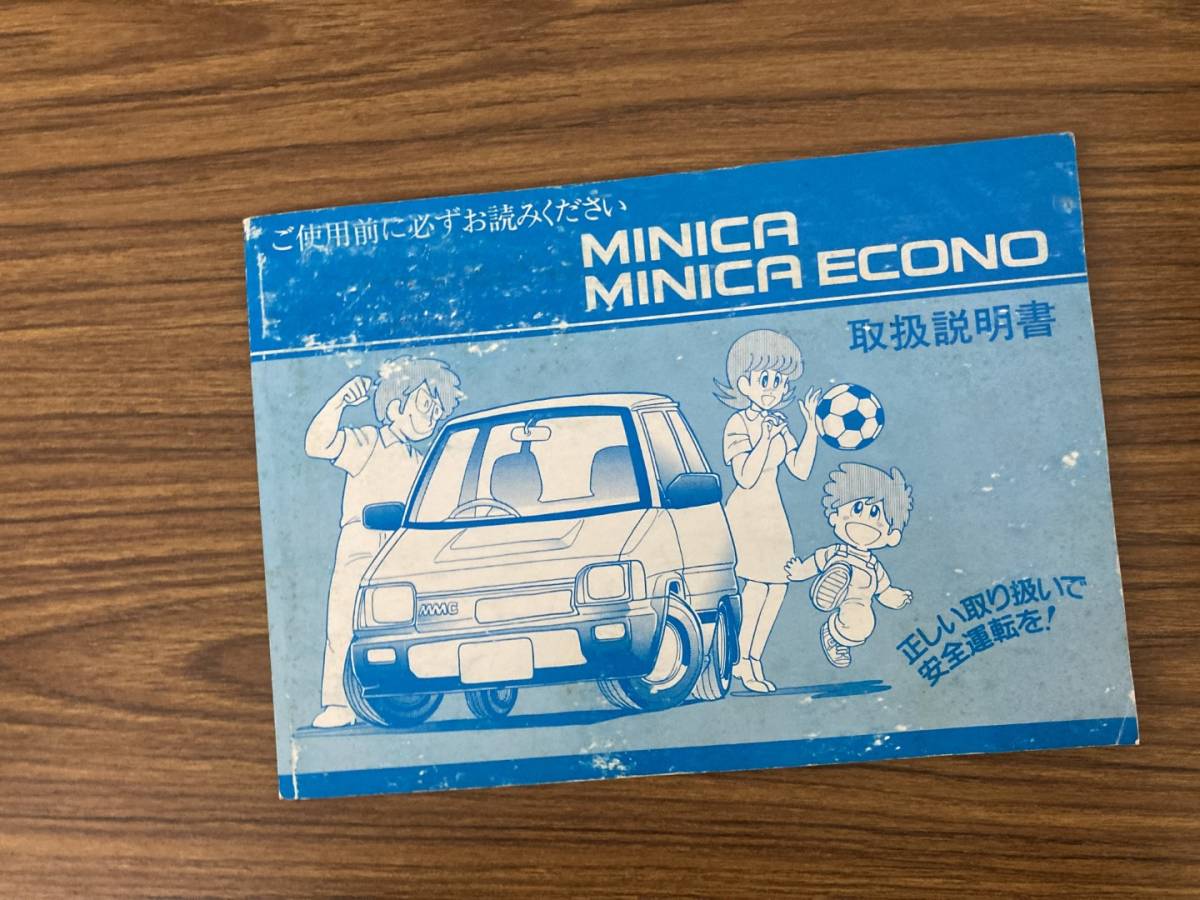 ご使用前に必ずお読みください
MINICA
MINICA ECONO
取扱説明書
MMC
正しい取り扱いで
安全運転を!